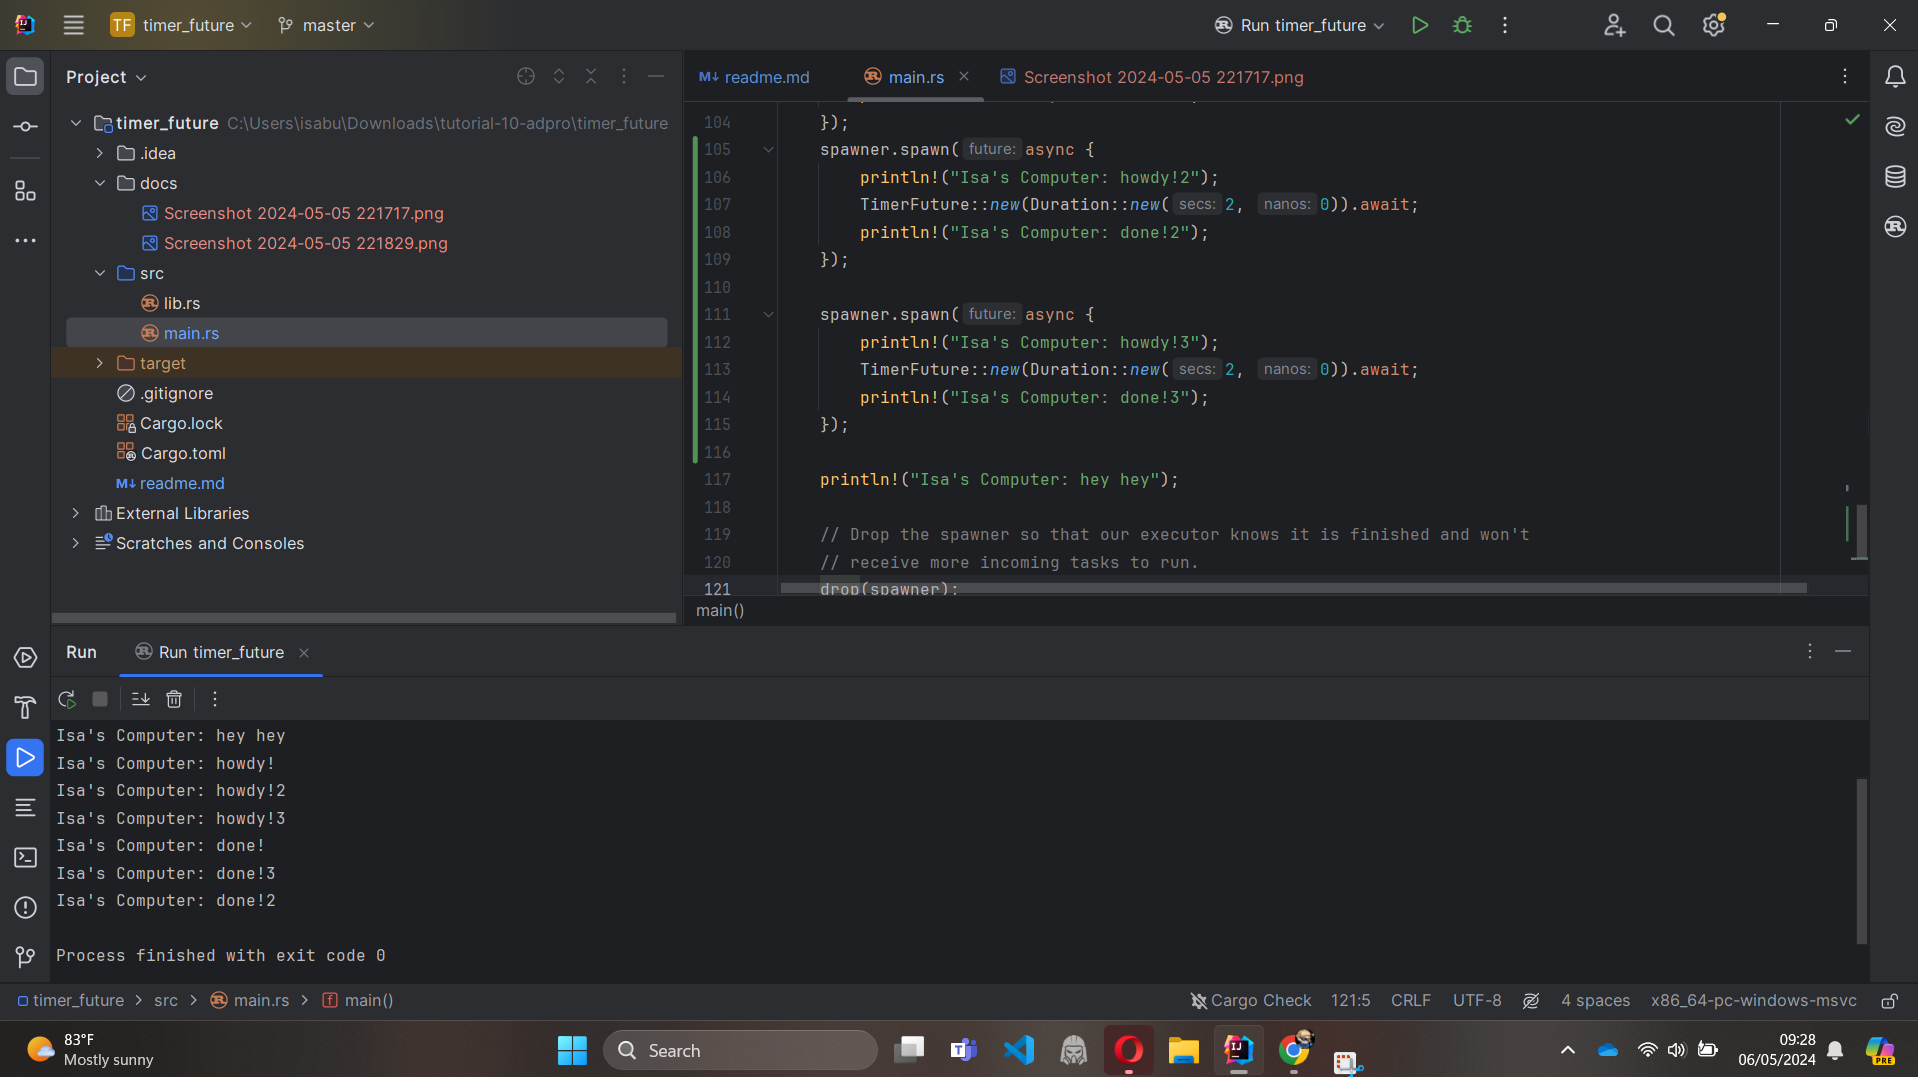 TF timer_future master Run timer_future
Project
readme.md main.rs Screenshot 2024-05-05 221717.png
timer_future C:\Users\isabu\Downloads\tutorial-10-adpro\timer_future
.idea
docs
Screenshot 2024-05-05 221717.png
Screenshot 2024-05-05 221829.png
src
lib.rs
main.rs
target
.gitignore
Cargo.lock
Cargo.toml
readme.md
External Libraries
Scratches and Consoles
104 });
105 spawner.spawn( future: async {
106 println!("Isa's Computer: howdy!2");
107 TimerFuture::new(Duration::new( secs: 2, nanos: 0)).await;
108 println!("Isa's Computer: done!2");
109 });
110
111 spawner.spawn( future: async {
112 println!("Isa's Computer: howdy!3");
113 TimerFuture::new(Duration::new( secs: 2, nanos: 0)).await;
114 println!("Isa's Computer: done!3");
115 });
116
117 println!("Isa's Computer: hey hey");
118
119 // Drop the spawner so that our executor knows it is finished and won't
120 // receive more incoming tasks to run.
121 drop(spawner);
main()
Run Run timer_future
Isa's Computer: hey hey
Isa's Computer: howdy!
Isa's Computer: howdy!2
Isa's Computer: howdy!3
Isa's Computer: done!
Isa's Computer: done!3
Isa's Computer: done!2
Process finished with exit code 0
timer_future > src > main.rs > main() Cargo Check 121:5 CRLF UTF-8 4 spaces x86_64-pc-windows-msvc
83°F
Mostly sunny
Search
09:28
06/05/2024
PRE